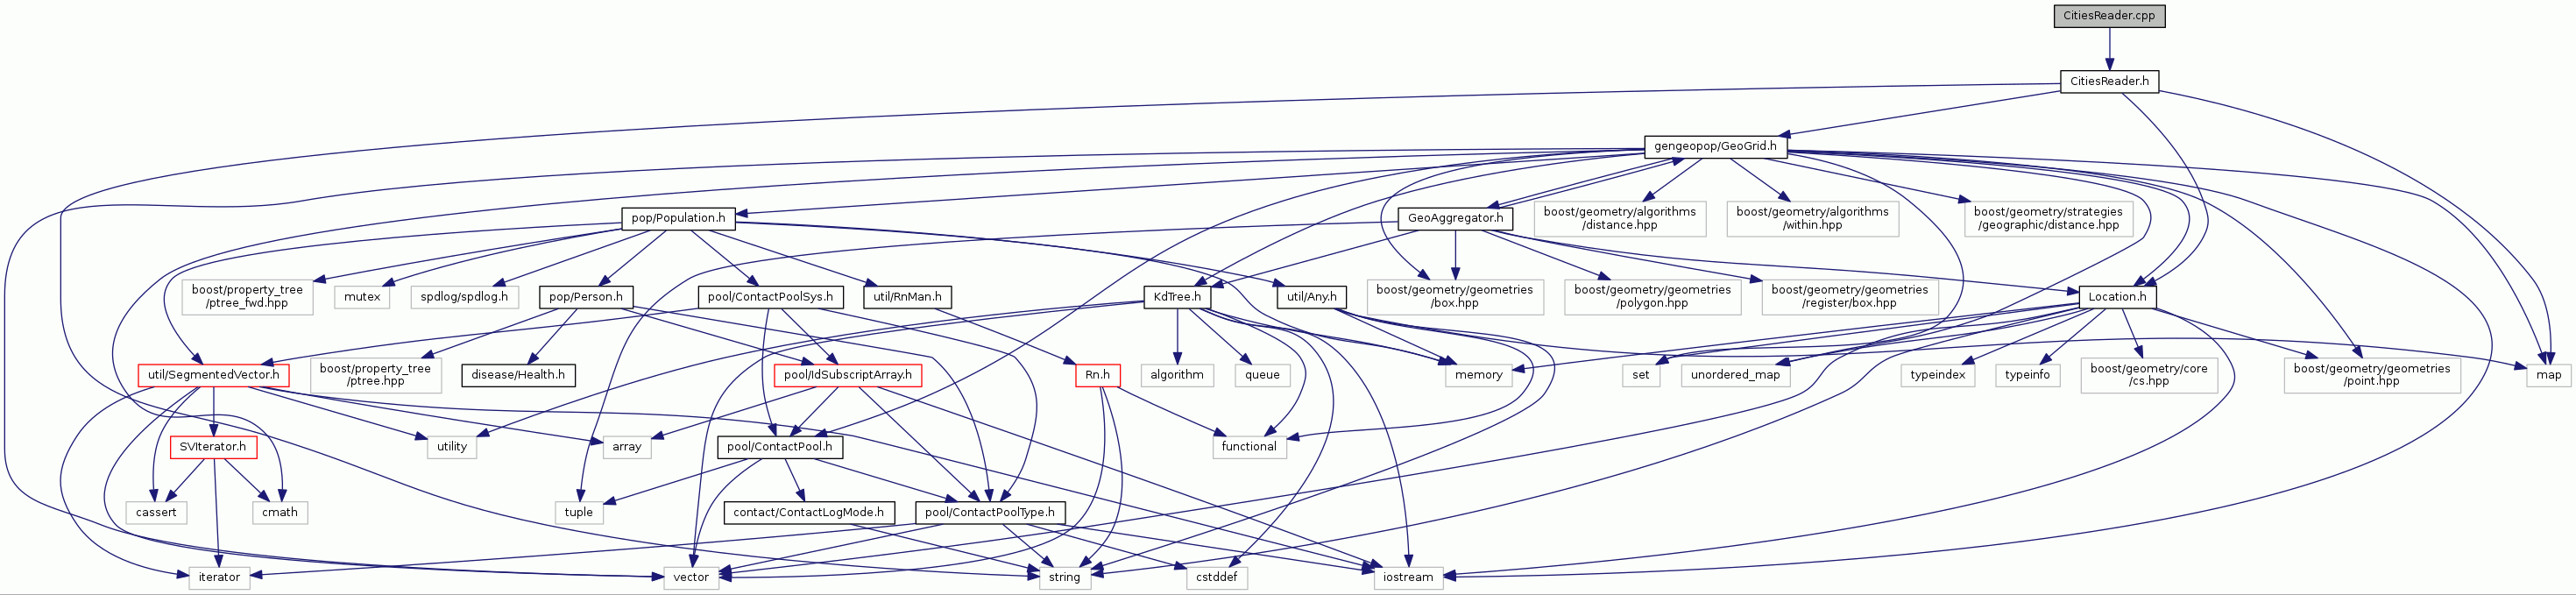 CitiesReader.cpp
CitiesReader.h
gengeopop/GeoGrid.h
pop/Population.h
GeoAggregator.h
boost/geometry/algorithms
/distance.hpp
boost/geometry/algorithms
/within.hpp
boost/geometry/strategies
/geographic/distance.hpp
boost/property_tree
/ptree_fwd.hpp
mutex
spdlog/spdlog.h
pop/Person.h
pool/ContactPoolSys.h
util/RnMan.h
KdTree.h
util/Any.h
boost/geometry/geometries
/box.hpp
boost/geometry/geometries
/polygon.hpp
boost/geometry/geometries
/register/box.hpp
Location.h
util/SegmentedVector.h
boost/property_tree
/ptree.hpp
disease/Health.h
pool/IdSubscriptArray.h
Rn.h
algorithm
queue
memory
set
unordered_map
typeindex
typeinfo
boost/geometry/core
/cs.hpp
boost/geometry/geometries
/point.hpp
map
SVIterator.h
utility
array
pool/ContactPool.h
functional
cassert
cmath
tuple
contact/ContactLogMode.h
pool/ContactPoolType.h
iterator
vector
string
cstddef
iostream